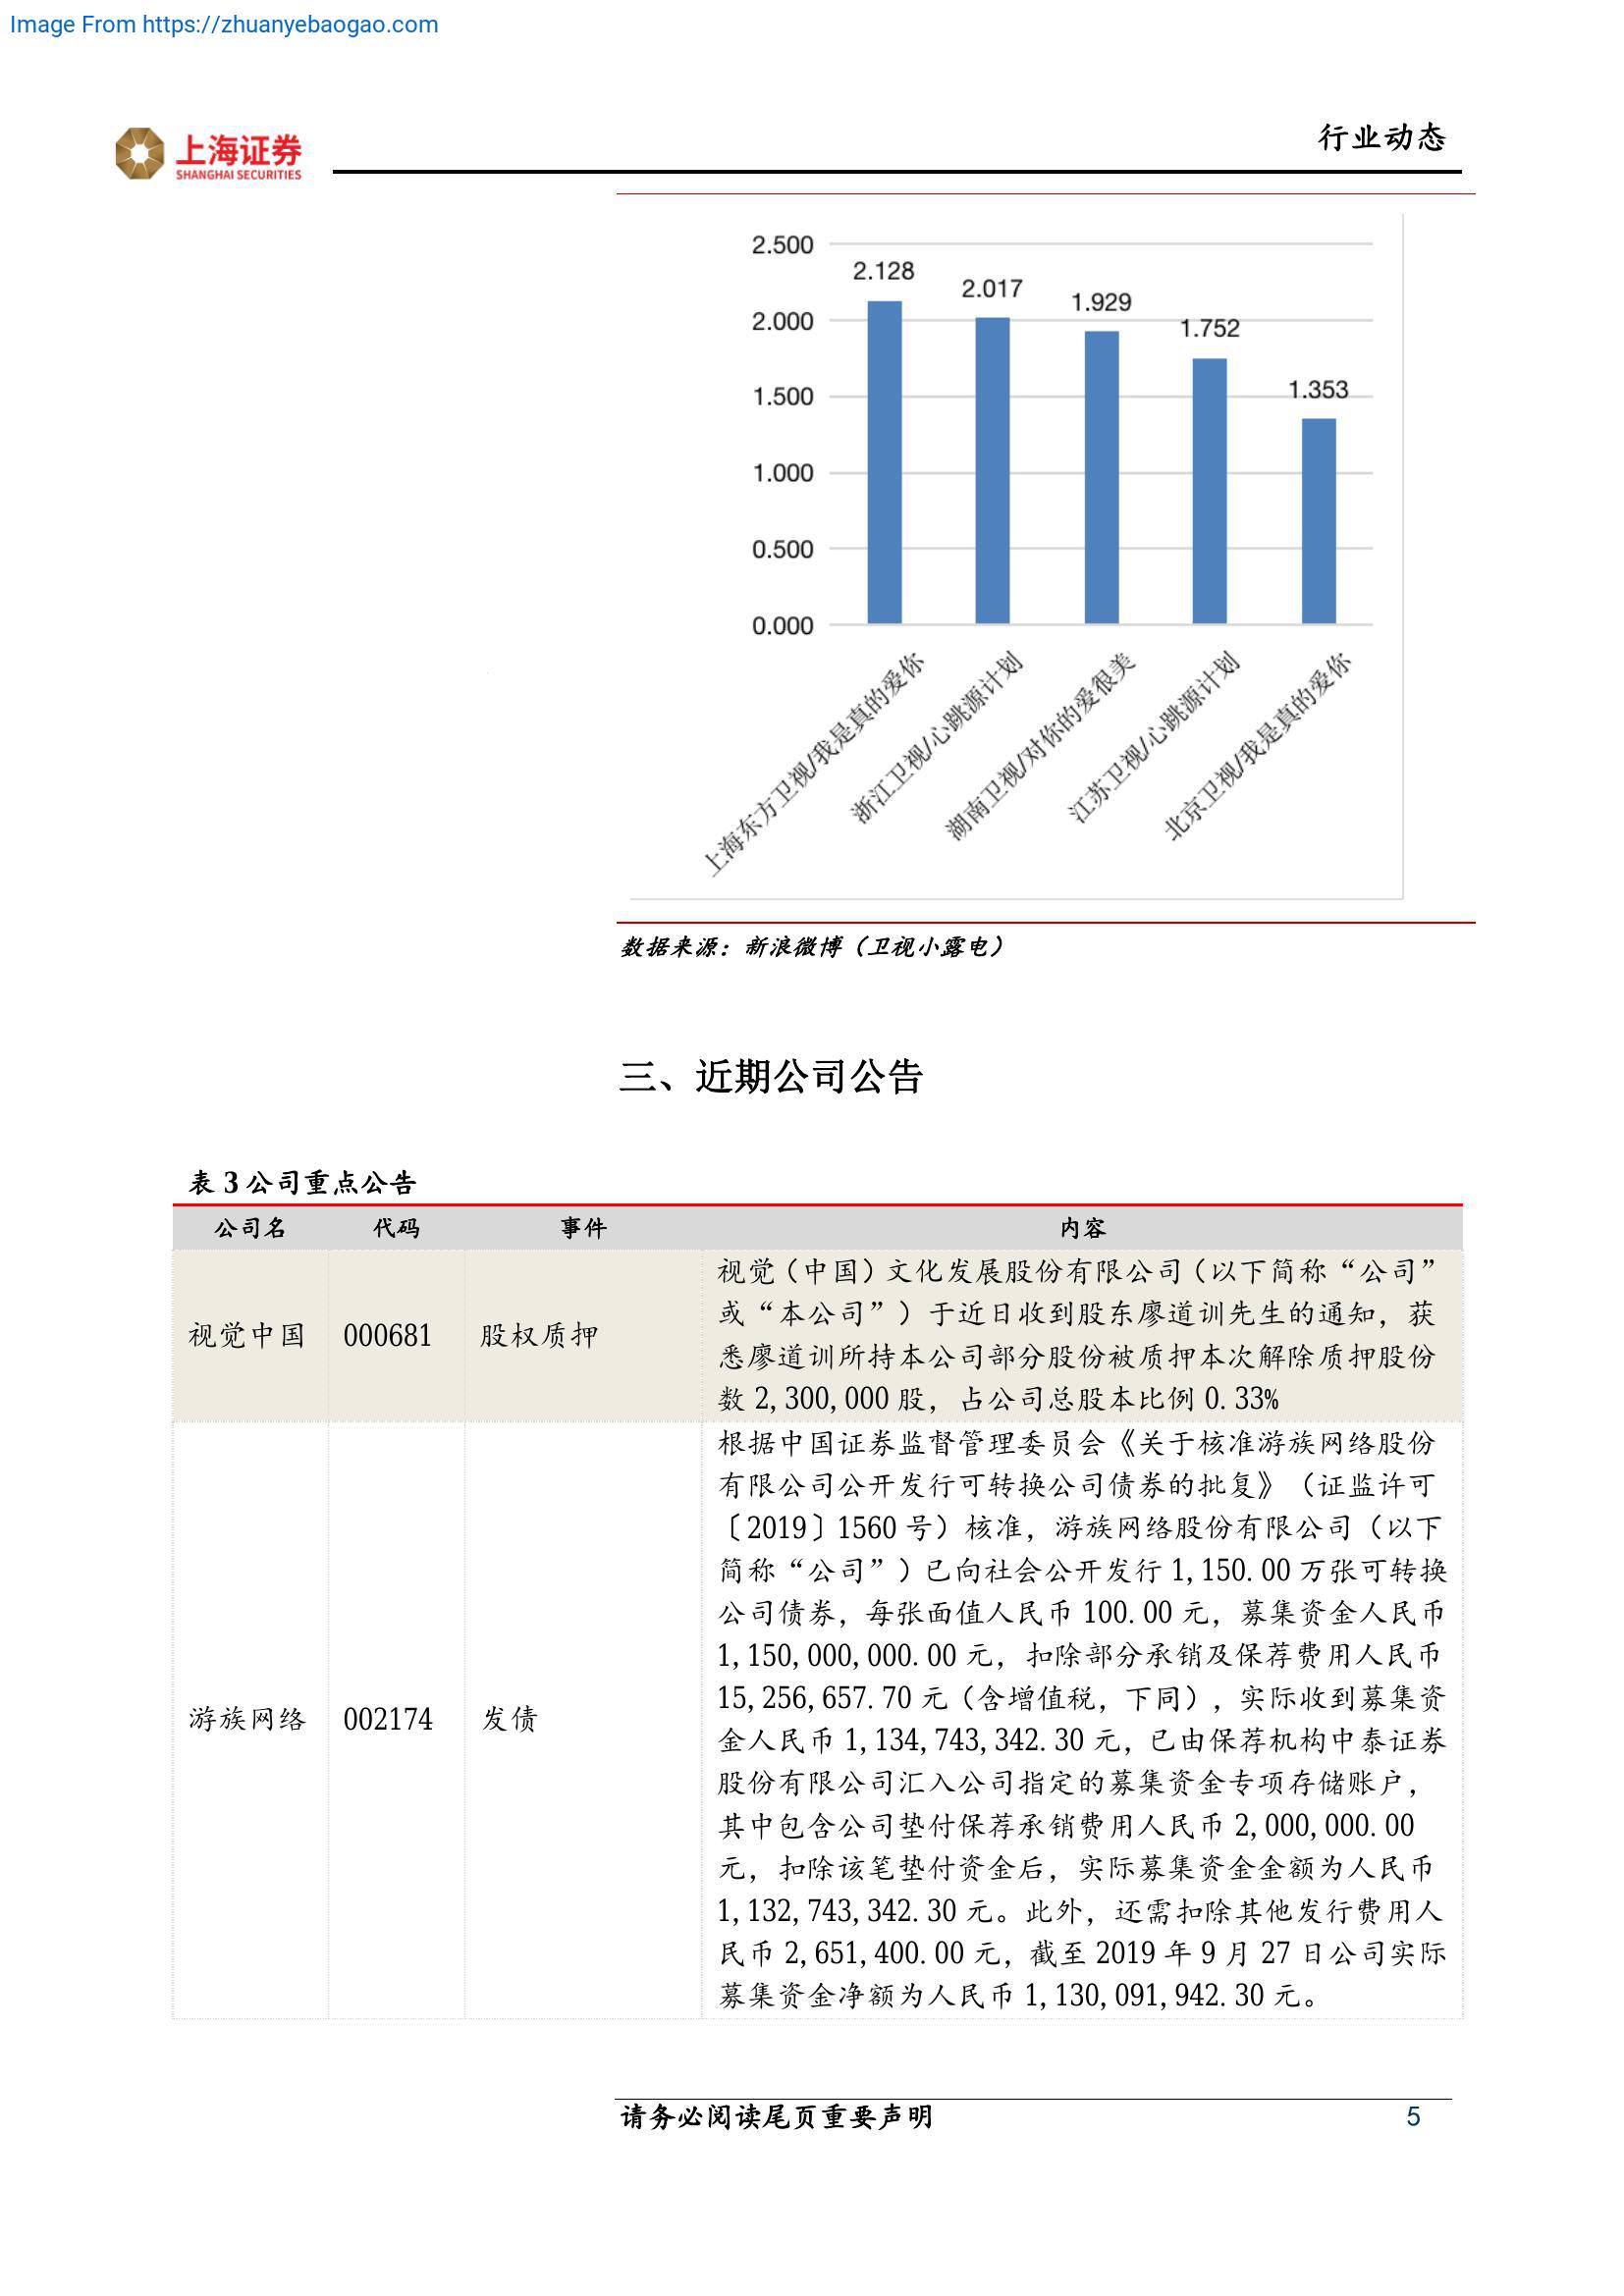 Image From https://zhuanyebaogao.com
上海证券
SHANGHAI SECURITIES
行业动态
2.500
2.000
1.500
1.000
0.500
0.000
2.128
2.017
1.929
1.752
1.353
上海东方卫视/我是真的爱你
浙江卫视/心跳源计划
湖南卫视/对你的爱很美
江苏卫视/心跳源计划
北京卫视/我是真的爱你
数据来源：新浪微博（卫视小露电）
三、近期公司公告
表 3 公司重点公告
公司名 代码 事件 内容
视觉中国 000681 股权质押
视觉（中国）文化发展股份有限公司（以下简称“公司”
或“本公司”）于近日收到股东廖道训先生的通知，获
悉廖道训所持本公司部分股份被质押本次解除质押股份
数 2,300,000 股，占公司总股本比例 0.33%
游族网络 002174 发债
根据中国证券监督管理委员会《关于核准游族网络股份
有限公司公开发行可转换公司债券的批复》（证监许可
〔2019〕1560 号）核准，游族网络股份有限公司（以下
简称“公司”）已向社会公开发行 1,150.00 万张可转换
公司债券，每张面值人民币 100.00 元，募集资金人民币
1,150,000,000.00 元，扣除部分承销及保荐费用人民币
15,256,657.70 元（含增值税，下同），实际收到募集资
金人民币 1,134,743,342.30 元，已由保荐机构中泰证券
股份有限公司汇入公司指定的募集资金专项存储账户，
其中包含公司垫付保荐承销费用人民币 2,000,000.00
元，扣除该笔垫付资金后，实际募集资金金额为人民币
1,132,743,342.30 元。此外，还需扣除其他发行费用人
民币 2,651,400.00 元，截至 2019 年 9 月 27 日公司实际
募集资金净额为人民币 1,130,091,942.30 元。
请务必阅读尾页重要声明
5